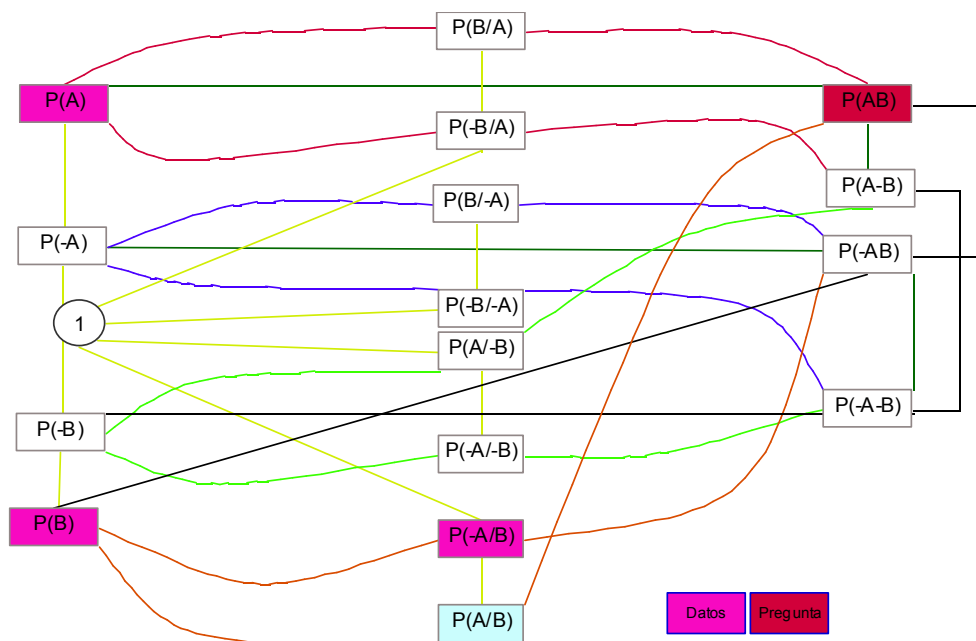 P(B/A)
P(A)
P(AB)
P(-B/A)
P(A-B)
P(B/-A)
P(-A)
P(-AB)
P(-B/-A)
1
P(A/-B)
P(-A-B)
P(-B)
P(-A/-B)
P(B)
P(-A/B)
P(A/B)
Datos
Pregunta